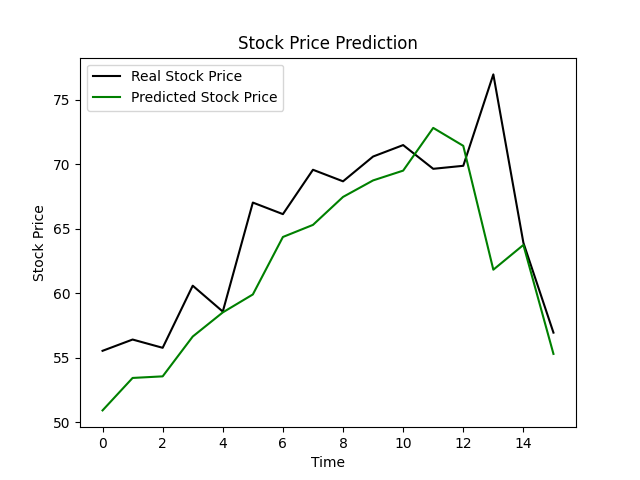 Stock Price Prediction
Real Stock Price
Predicted Stock Price
75
70
65
60
55
50
Stock Price
0 2 4 6 8 10 12 14
Time